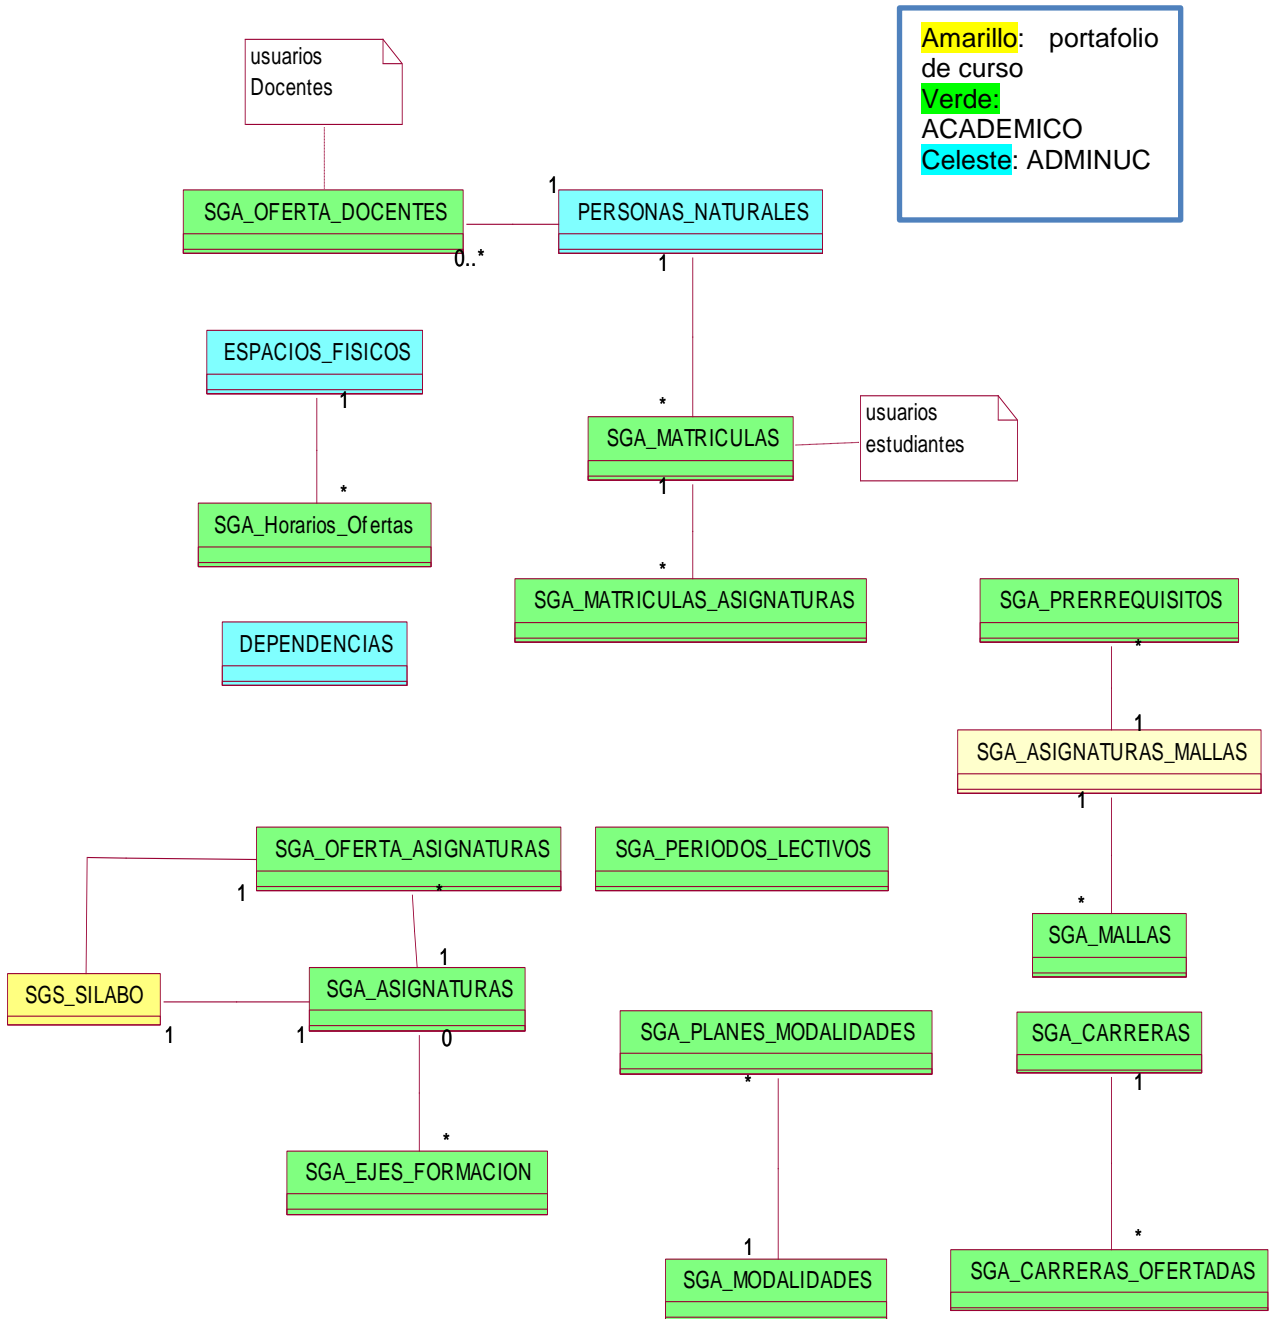 usuarios
Docentes
Amarillo: portafolio
de curso
Verde:
ACADEMICO
Celeste: ADMINUC
SGA_OFERTA_DOCENTES
0..*
1
PERSONAS_NATURALES
1
ESPACIOS_FISICOS
1
*
SGA_MATRICULAS
1
usuarios
estudiantes
*
SGA_Horarios_Ofertas
*
SGA_MATRICULAS_ASIGNATURAS
SGA_PRERREQUISITOS
*
DEPENDENCIAS
1
SGA_ASIGNATURAS_MALLAS
1
SGA_OFERTA_ASIGNATURAS
1
*
SGA_PERIODOS_LECTIVOS
*
SGA_MALLAS
1
SGS_SILABO
1
1
SGA_ASIGNATURAS
0
SGA_PLANES_MODALIDADES
*
SGA_CARRERAS
1
*
SGA_EJES_FORMACION
1
SGA_MODALIDADES
*
SGA_CARRERAS_OFERTADAS